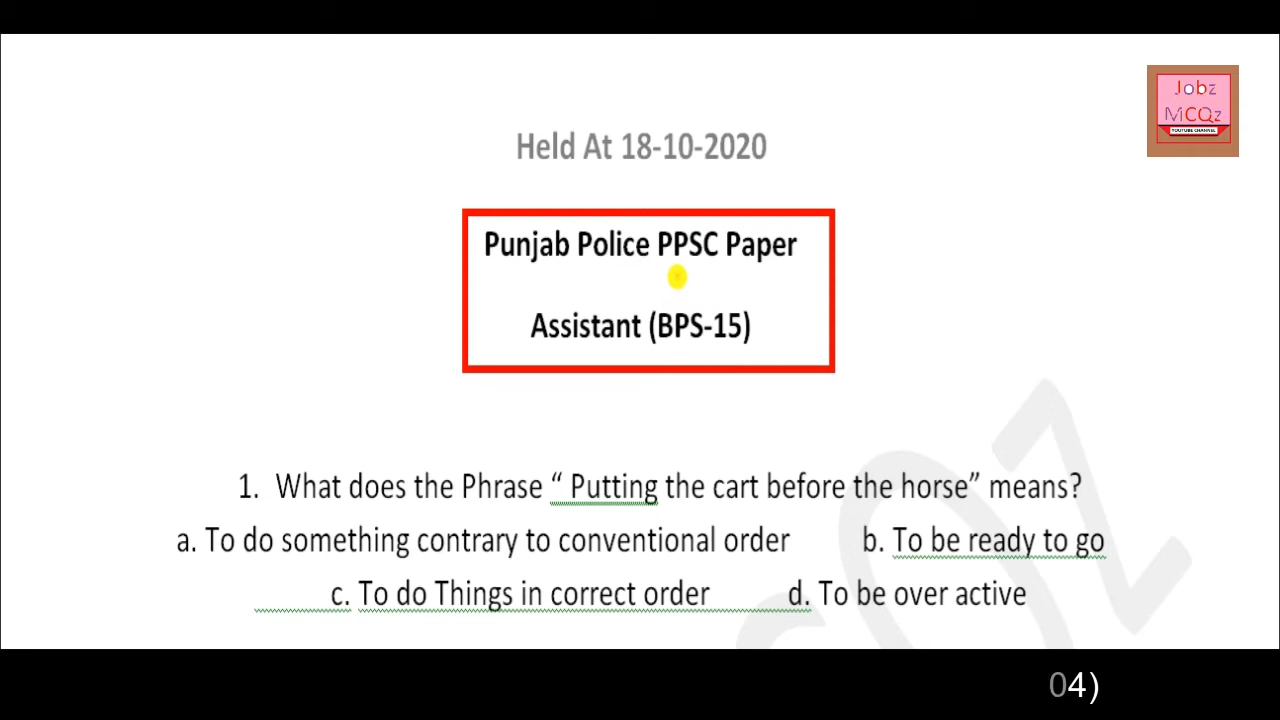 Jobz
MCQz
YOUTUBE CHANNEL
Held At 18-10-2020
Punjab Police PPSC Paper
Assistant (BPS-15)
1. What does the Phrase “ Putting the cart before the horse” means?
a. To do something contrary to conventional order b. To be ready to go
c. To do Things in correct order d. To be over active
04)